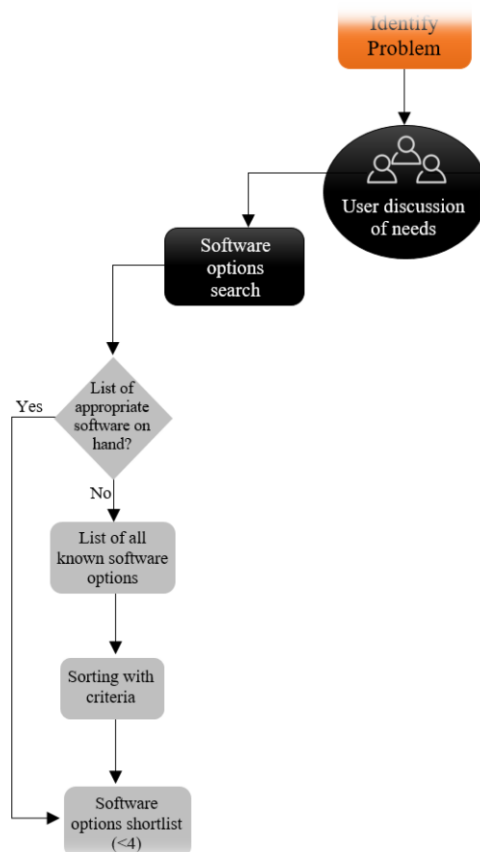 Identify
Problem
User discussion
of needs
Software
options
search
List of
appropriate
software on
hand?
Yes
No
List of all
known software
options
Sorting with
criteria
Software
options shortlist
(<4)